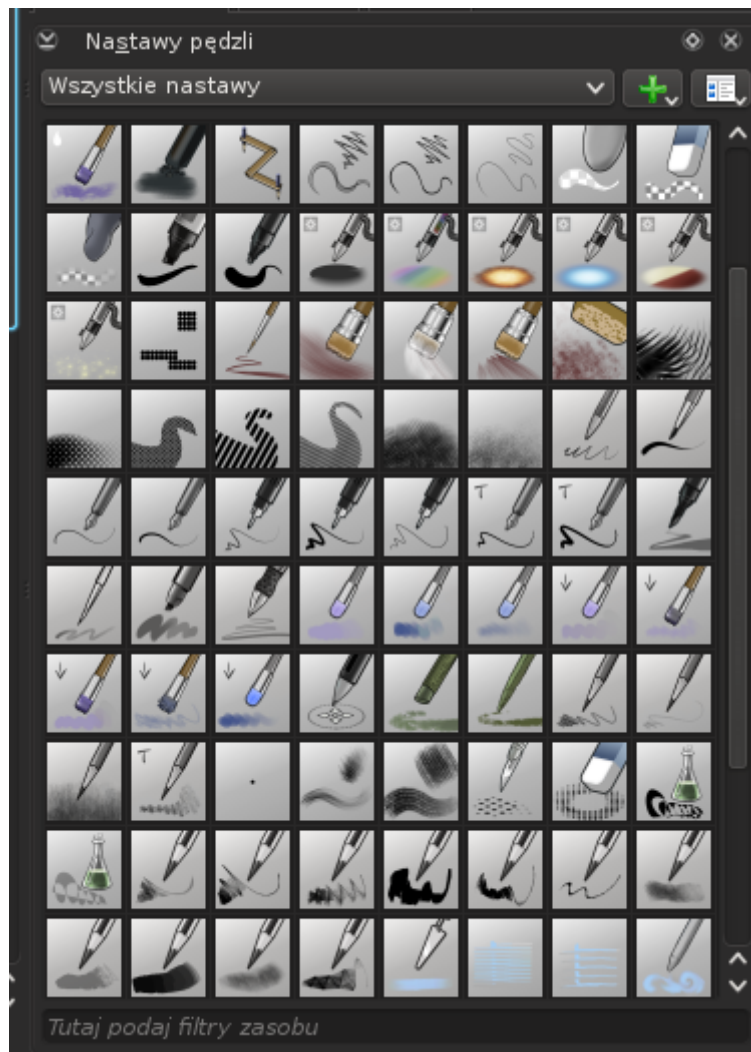 Nastawy pędzli
Wszystkie nastawy
T
T
T
Tutaj podaj filtry zasobu